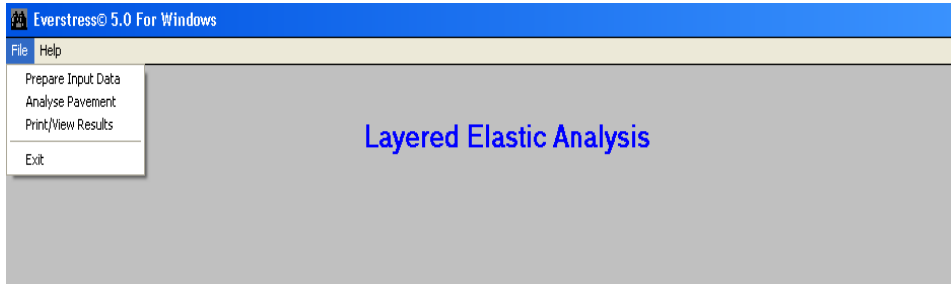 Everstress© 5.0 For Windows
File Help
Prepare Input Data
Analyse Pavement
Print/View Results
Exit
Layered Elastic Analysis